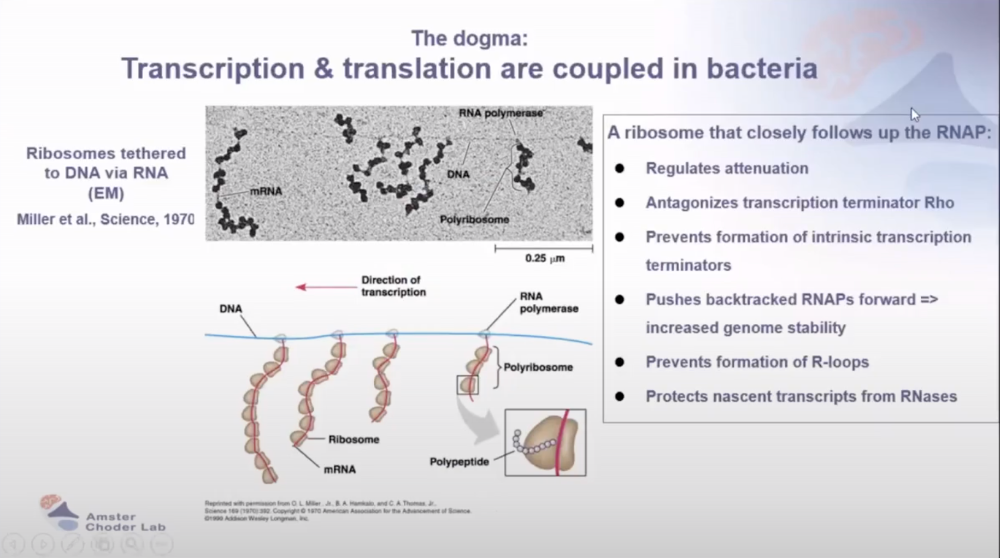 The dogma:
Transcription & translation are coupled in bacteria
Ribosomes tethered
to DNA via RNA
(EM)
Miller et al., Science, 1970
RNA polymerase
DNA
mRNA
Polyribosome
0.25 μm
A ribosome that closely follows up the RNAP:
● Regulates attenuation
● Antagonizes transcription terminator Rho
● Prevents formation of intrinsic transcription
terminators
● Pushes backtracked RNAPs forward =>
increased genome stability
● Prevents formation of R-loops
● Protects nascent transcripts from RNases
Direction of
transcription
DNA
RNA
polymerase
Polyribosome
Ribosome
mRNA
Polypeptide
Reprinted with permission from O. L. Miller, Jr., B. A. Hamkalo, and C. A. Thomas, Jr.,
Science 169 (1970):392. Copyright © 1970 American Association for the Advancement of Science.
©1999 Addison Wesley Longman, Inc.
Amster
Choder Lab